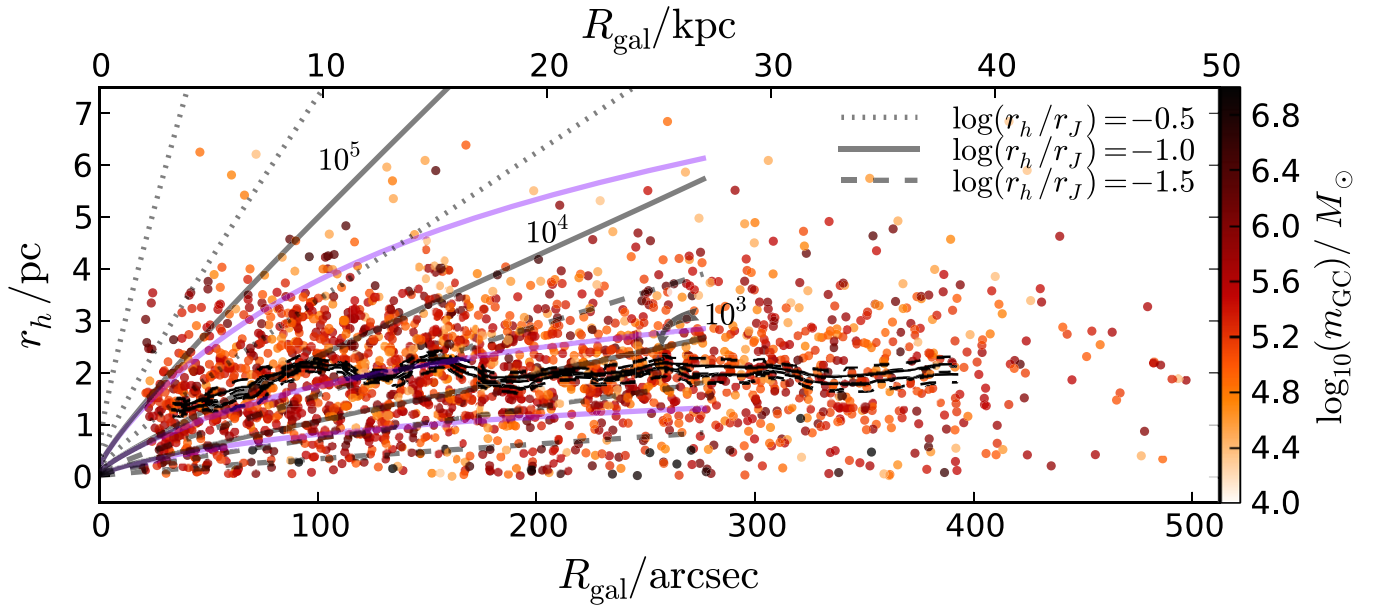 R_gal/kpc
0 10 20 30 40 50
7 6 5 4 3 2 1 0
r_h/pc
10^5
10^4
10^3
log(r_h/r_J)=−0.5
log(r_h/r_J)=−1.0
log(r_h/r_J)=−1.5
6.8
6.4
6.0
5.6
5.2
4.8
4.4
4.0
log_10(m_GC)/ M_⊙
0 100 200 300 400 500
R_gal/arcsec